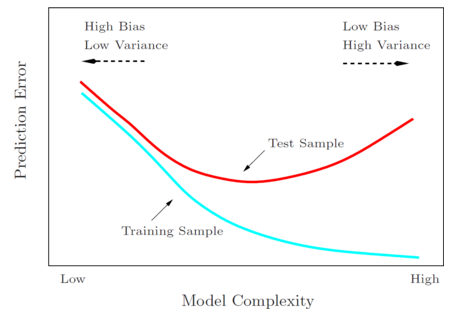 High Bias
Low Variance
Low Bias
High Variance
Prediction Error
Test Sample
Training Sample
Low
High
Model Complexity